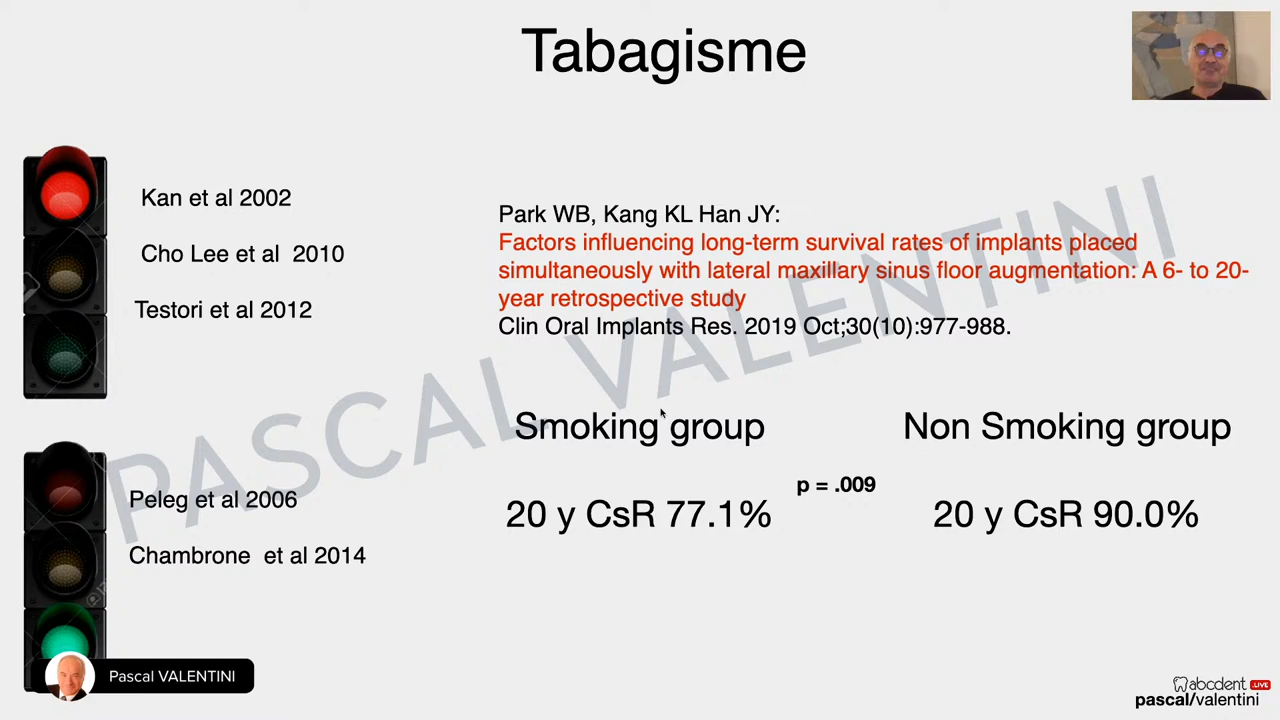 Tabagisme
Kan et al 2002
Cho Lee et al 2010
Testori et al 2012
Park WB, Kang KL Han JY:
Factors influencing long-term survival rates of implants placed
simultaneously with lateral maxillary sinus floor augmentation: A 6- to 20-
year retrospective study
Clin Oral Implants Res. 2019 Oct;30(10):977-988.
PASCAL VALENTINI
Smoking group
Non Smoking group
p = .009
20 y CsR 77.1%
20 y CsR 90.0%
Peleg et al 2006
Chambrone et al 2014
Pascal VALENTINI
abcdent .LIVE
pascal/valentini